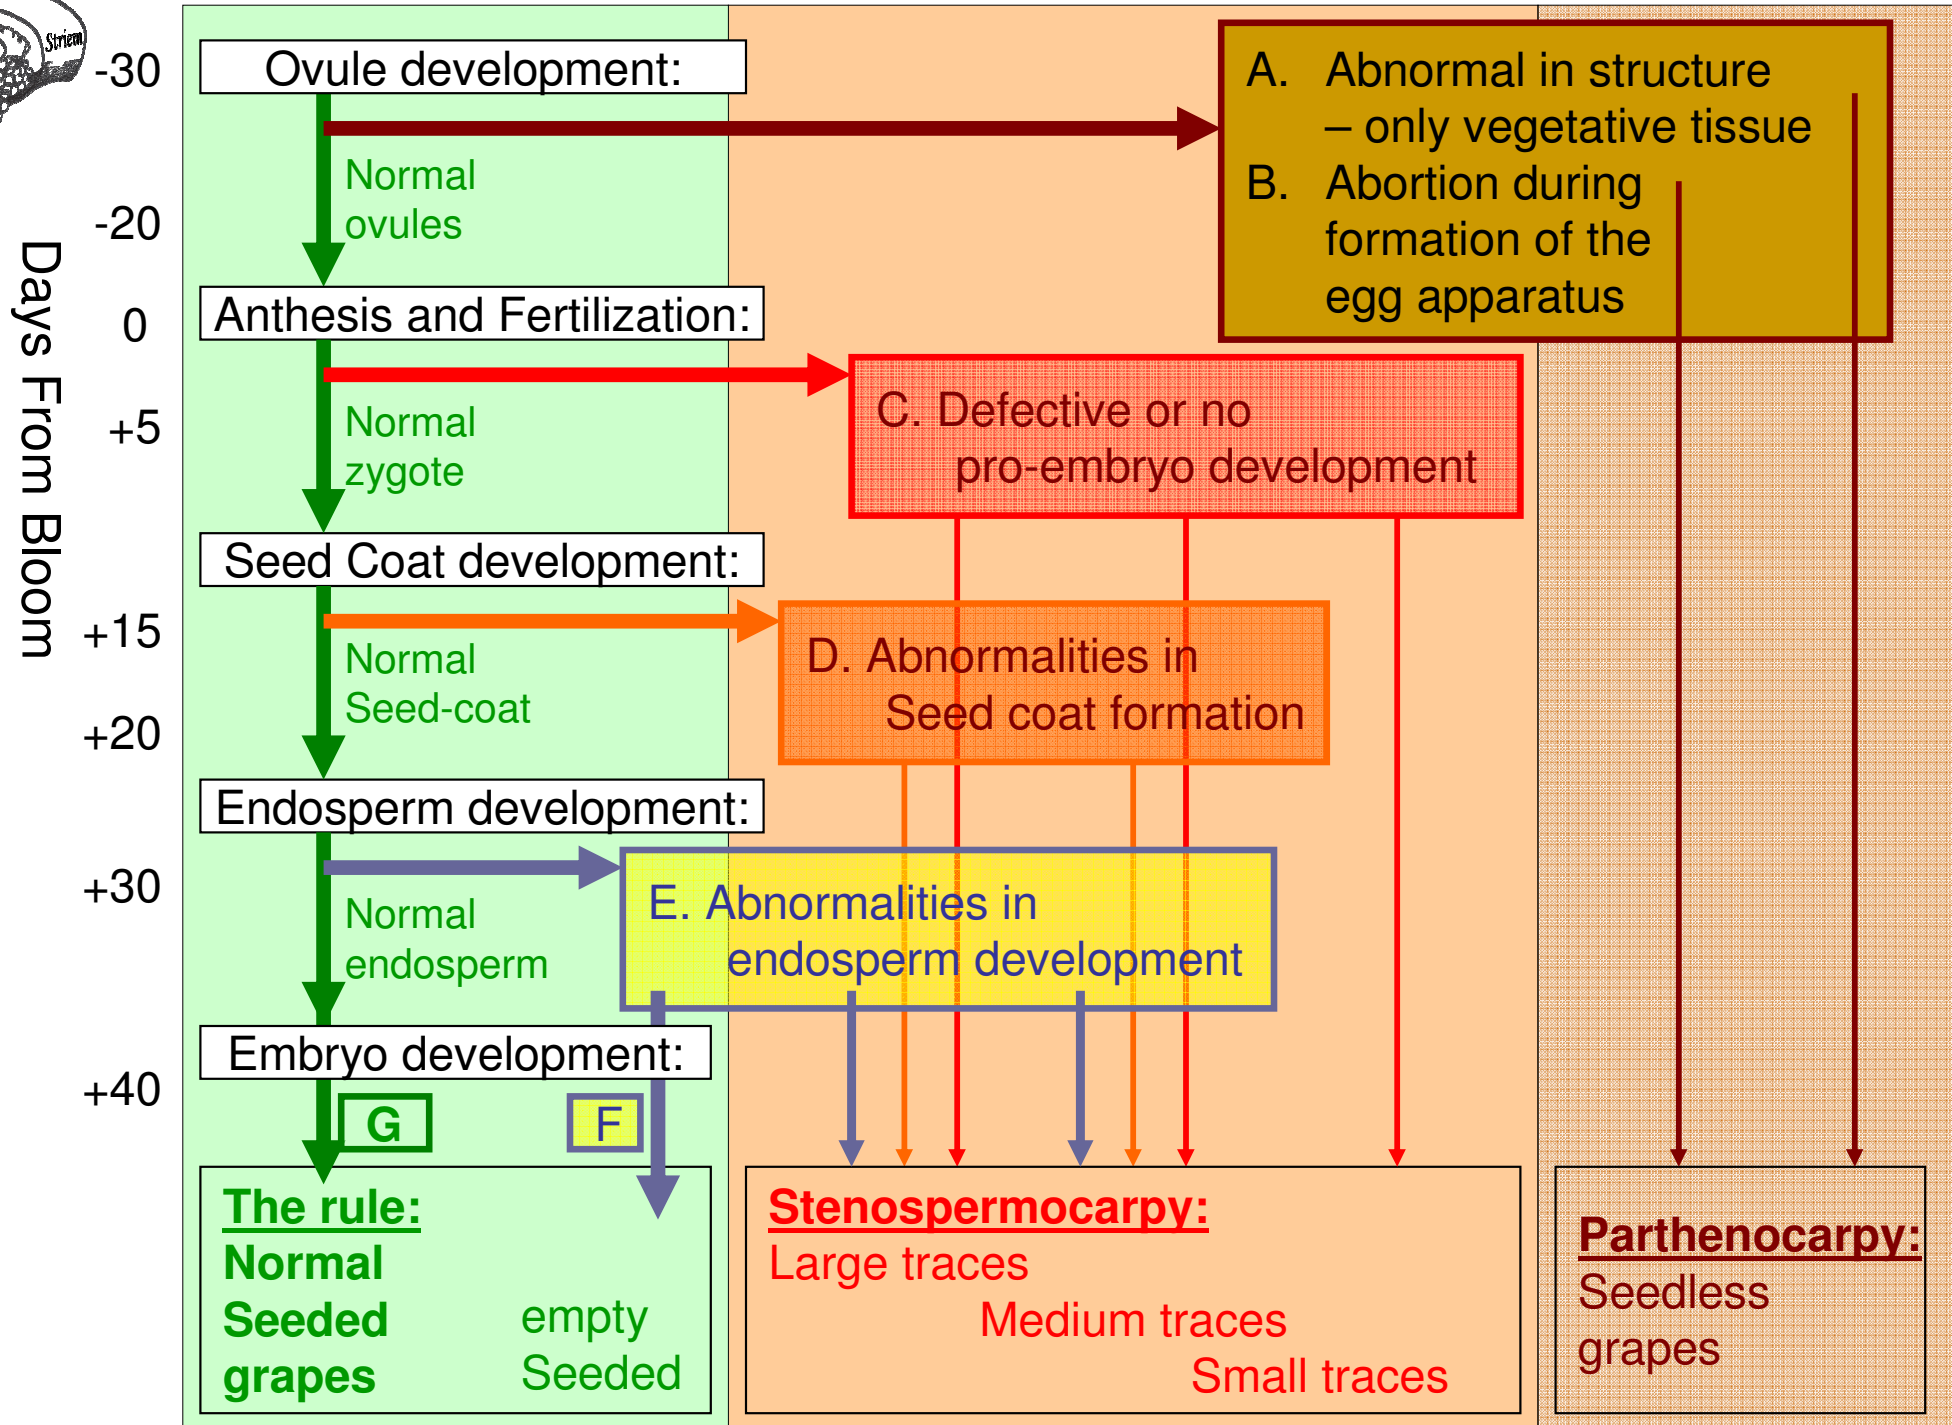 Striem
Days From Bloom
-30
-20
0
+5
+15
+20
+30
+40
Ovule development:
Normal
ovules
Anthesis and Fertilization:
Normal
zygote
Seed Coat development:
Normal
Seed-coat
Endosperm development:
Normal
endosperm
Embryo development:
G
F
A. Abnormal in structure
– only vegetative tissue
B. Abortion during
formation of the
egg apparatus
C. Defective or no
pro-embryo development
D. Abnormalities in
Seed coat formation
E. Abnormalities in
endosperm development
The rule:
Normal
Seeded
grapes
empty
Seeded
Stenospermocarpy:
Large traces
Medium traces
Small traces
Parthenocarpy:
Seedless
grapes